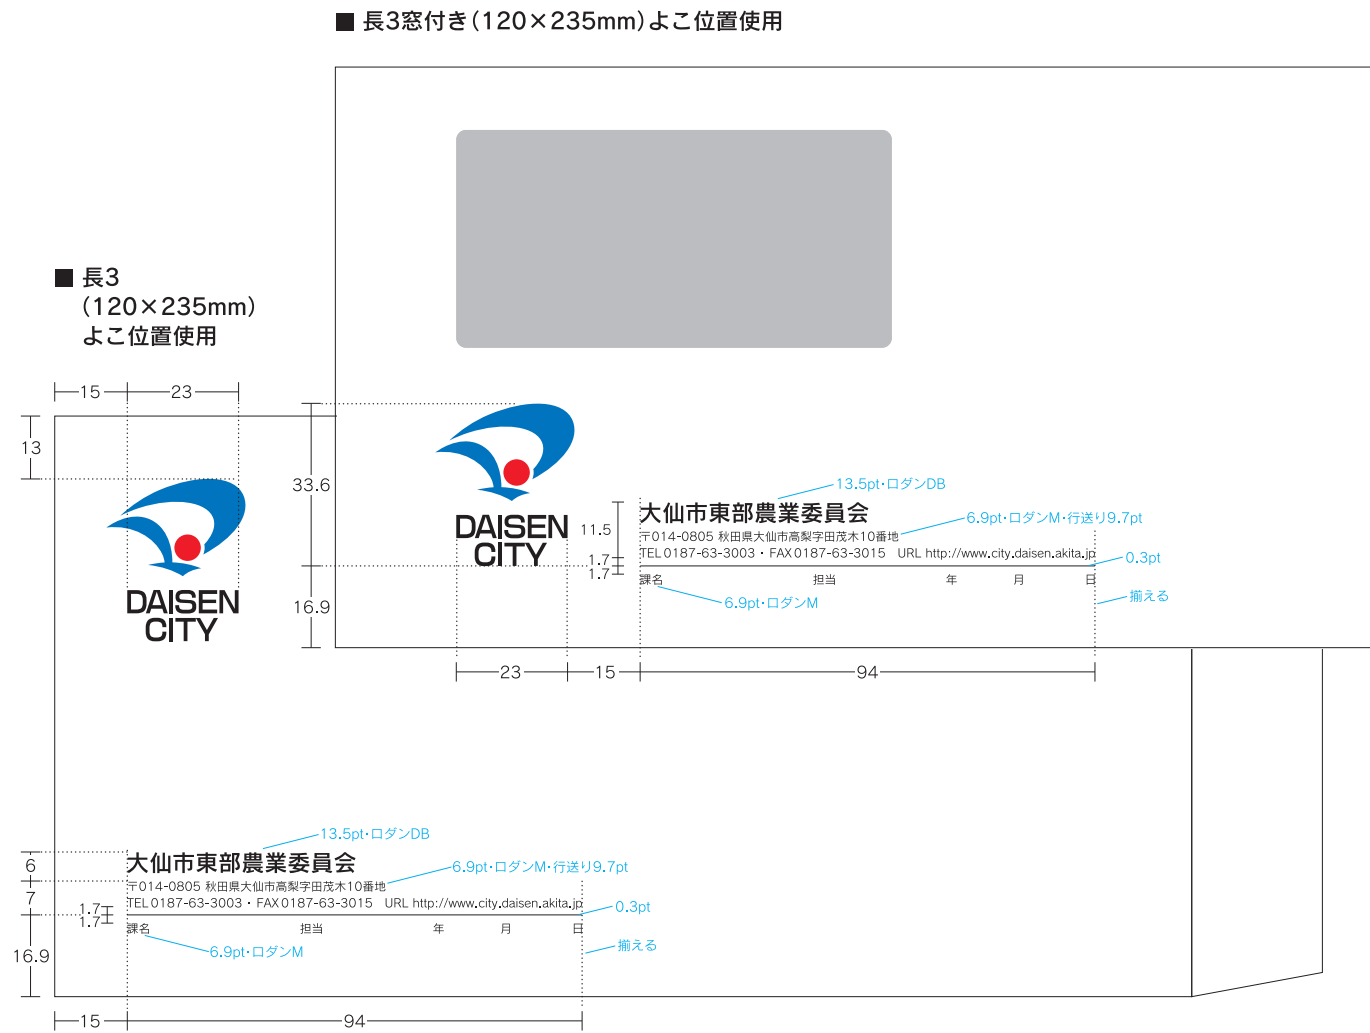 ■ 長3窓付き(120×235mm)よこ位置使用
■ 長3
(120×235mm)
よこ位置使用
15
23
13
33.6
16.9
DAISEN
CITY
DAISEN
CITY
11.5
1.7
1.7
13.5pt・ロダンDB
大仙市東部農業委員会
6.9pt・ロダンM・行送り9.7pt
〒014-0805 秋田県大仙市高梨字田茂木10番地
TEL 0187-63-3003・FAX 0187-63-3015 URL http://www.city.daisen.akita.jp
0.3pt
課名 担当 年 月 日
揃える
6.9pt・ロダンM
23
15
94
13.5pt・ロダンDB
6
大仙市東部農業委員会
6.9pt・ロダンM・行送り9.7pt
7
〒014-0805 秋田県大仙市高梨字田茂木10番地
TEL 0187-63-3003・FAX 0187-63-3015 URL http://www.city.daisen.akita.jp
1.7
1.7
0.3pt
課名 担当 年 月 日
揃える
6.9pt・ロダンM
16.9
15
94